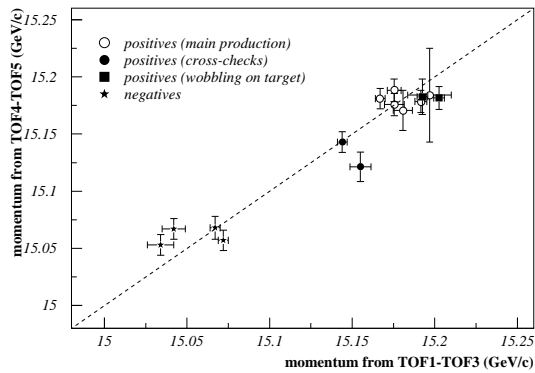 momentum from TOF4-TOF5 (GeV/c)
15.25
15.2
15.15
15.1
15.05
15
positives (main production)
positives (cross-checks)
positives (wobbling on target)
negatives
15 15.05 15.1 15.15 15.2 15.25
momentum from TOF1-TOF3 (GeV/c)